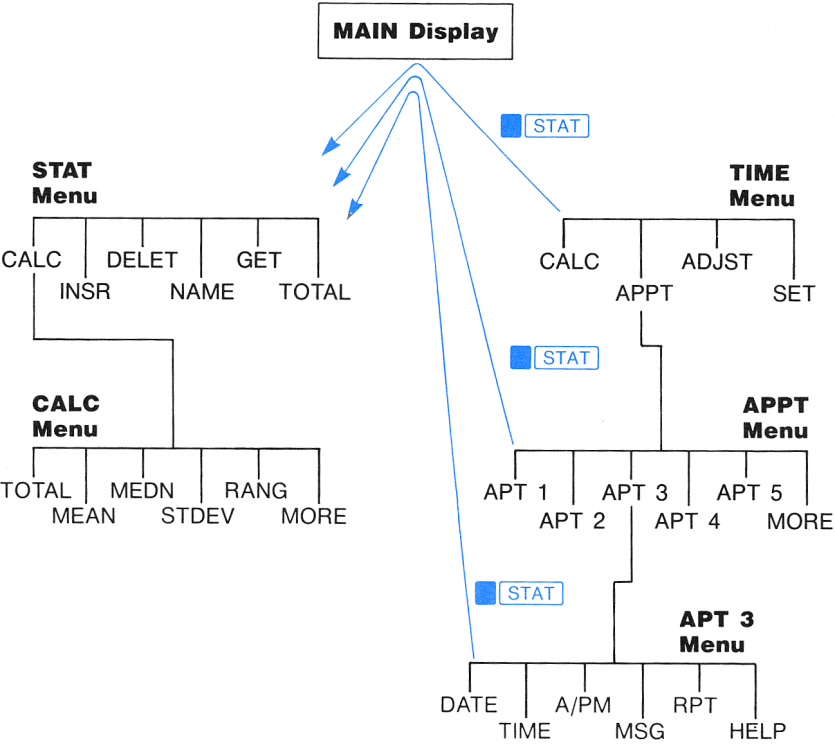 MAIN Display
STAT
STAT
Menu
TIME
Menu
CALC DELET GET
INSR NAME TOTAL
CALC ADJST
APPT SET
STAT
CALC
Menu
APPT
Menu
TOTAL MEDN RANG
MEAN STDEV MORE
APT 1 APT 3 APT 5
APT 2 APT 4 MORE
STAT
APT 3
Menu
DATE A/PM RPT
TIME MSG HELP